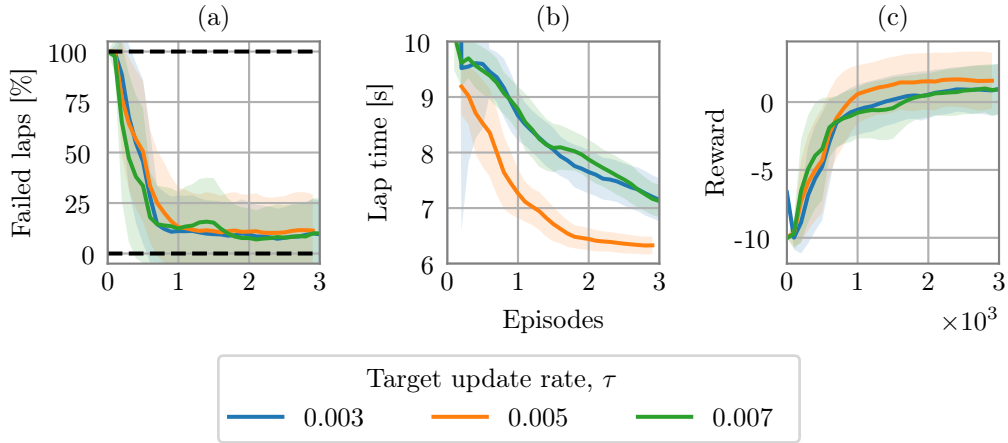 (a)
(b)
(c)
Failed laps [%]
100
75
50
25
0
0 1 2 3
Lap time [s]
10
9
8
7
6
0 1 2 3
Reward
0
-5
-10
0 1 2 3
Episodes
×10³
Target update rate, τ
0.003 0.005 0.007